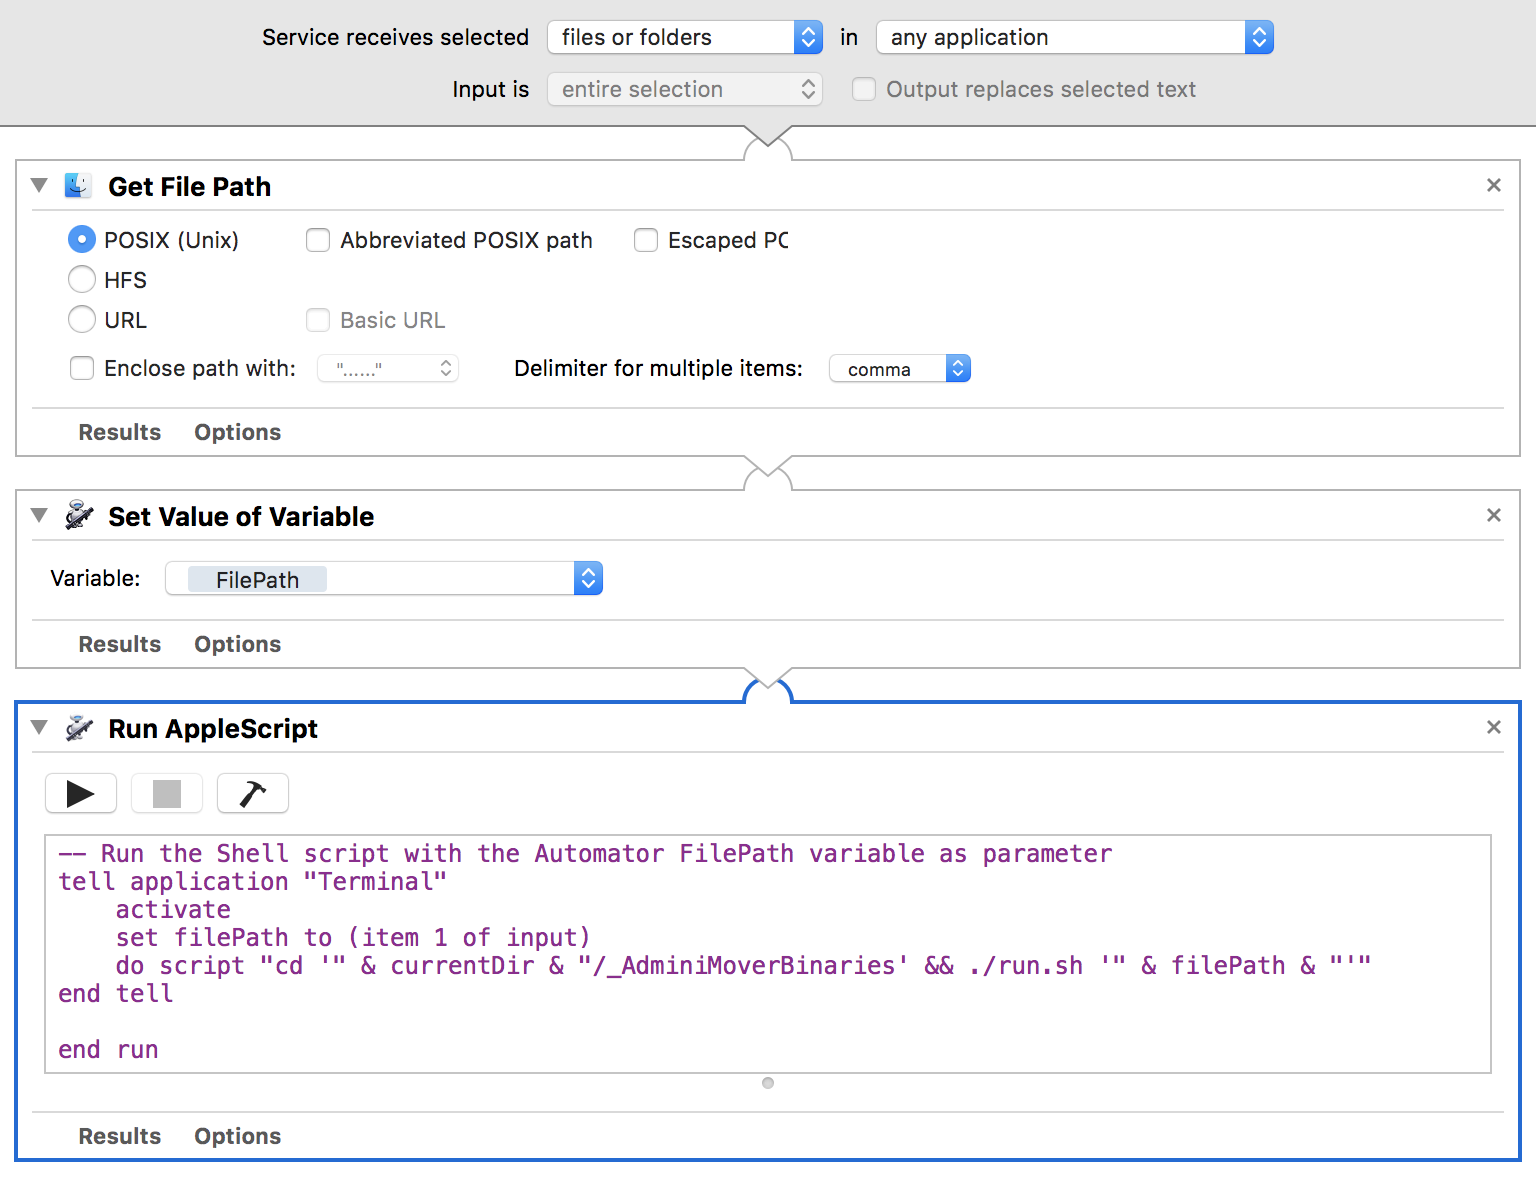 Service receives selected files or folders in any application
Input is entire selection Output replaces selected text
Get File Path
POSIX (Unix) Abbreviated POSIX path Escaped PO
HFS
URL Basic URL
Enclose path with: "......" Delimiter for multiple items: comma
Results Options
Set Value of Variable
Variable: FilePath
Results Options
Run AppleScript
-- Run the Shell script with the Automator FilePath variable as parameter
tell application "Terminal"
activate
set filePath to (item 1 of input)
do script "cd '" & currentDir & "/_AdminiMoverBinaries' && ./run.sh '" & filePath & "'"
end tell
end run
Results Options